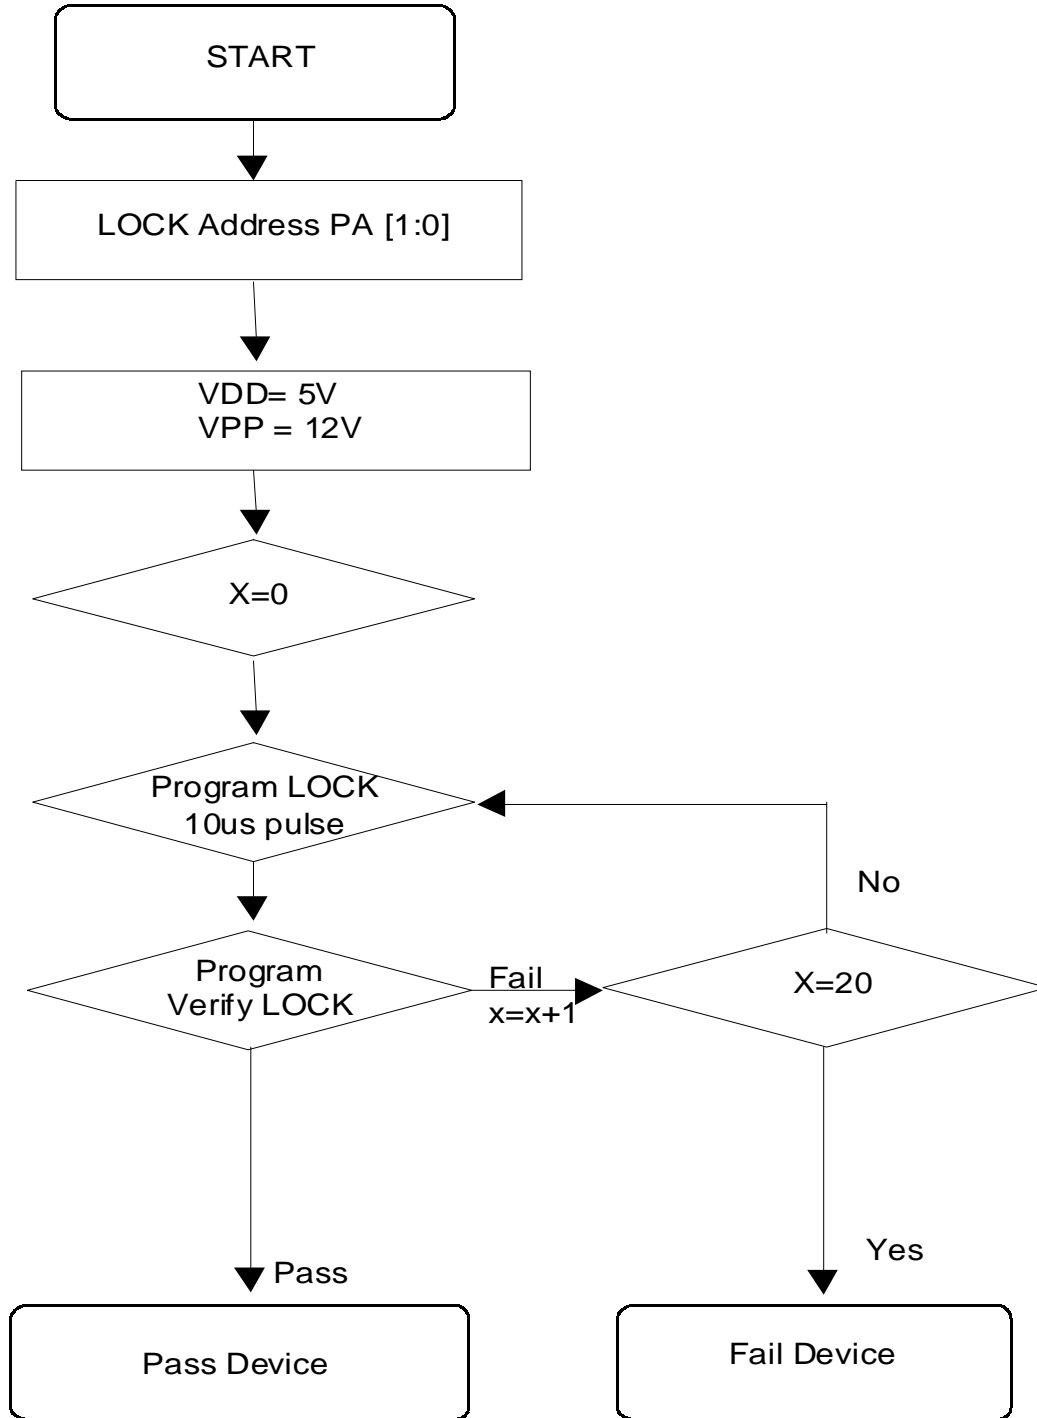 START
LOCK Address PA [1:0]
VDD= 5V
VPP = 12V
X=0
Program LOCK
10us pulse
No
Program
Verify LOCK
Fail
x=x+1
X=20
Pass
Yes
Pass Device
Fail Device